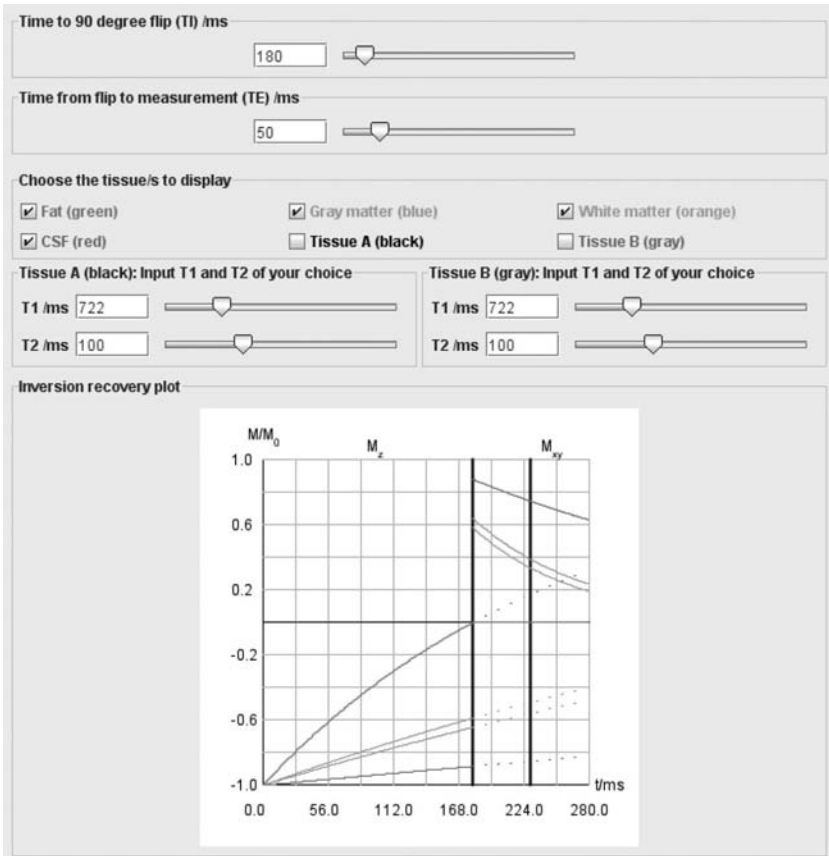 Time to 90 degree flip (TI) /ms
180
Time from flip to measurement (TE) /ms
50
Choose the tissue/s to display
Fat (green) Gray matter (blue) White matter (orange)
CSF (red) Tissue A (black) Tissue B (gray)
Tissue A (black): Input T1 and T2 of your choice
T1 /ms 722
T2 /ms 100
Tissue B (gray): Input T1 and T2 of your choice
T1 /ms 722
T2 /ms 100
Inversion recovery plot
M/M0
Mz Mxy
1.0
0.6
0.2
-0.2
-0.6
-1.0
t/ms
0.0 56.0 112.0 168.0 224.0 280.0